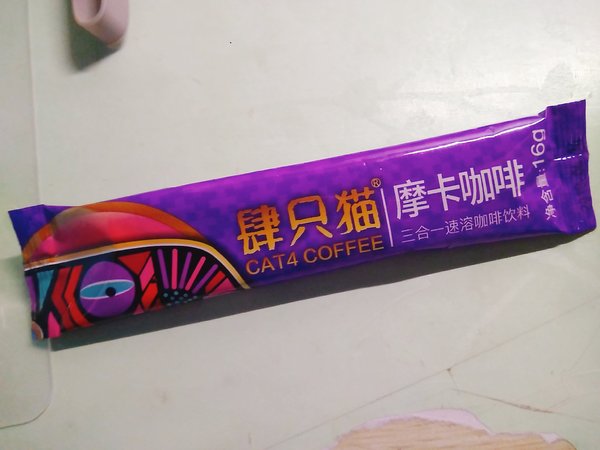 肆只猫®
CAT4 COFFEE
摩卡咖啡
三合一速溶咖啡饮料
净含量:16g